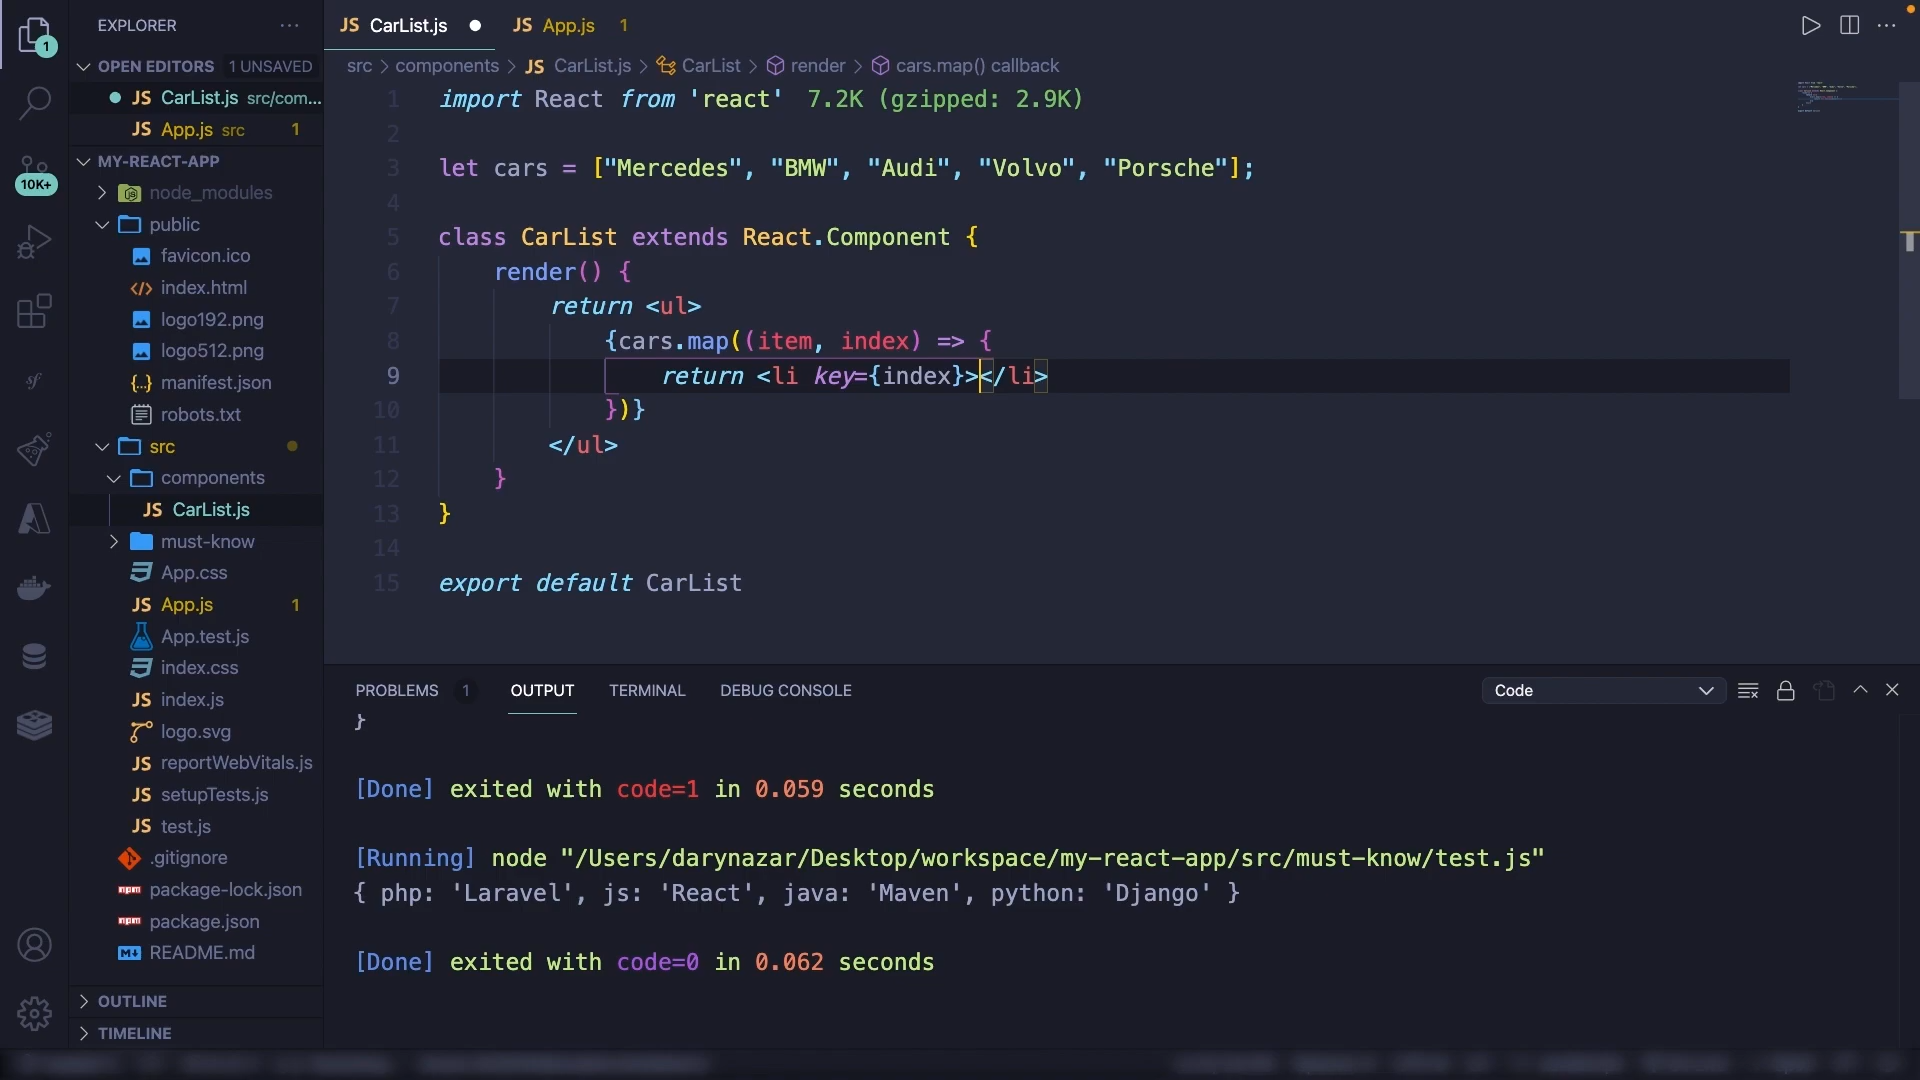 EXPLORER
OPEN EDITORS 1 UNSAVED
JS CarList.js src/com...
JS App.js src 1
MY-REACT-APP
node_modules
public
favicon.ico
index.html
logo192.png
logo512.png
manifest.json
robots.txt
src
components
JS CarList.js
must-know
App.css
JS App.js 1
App.test.js
index.css
JS index.js
logo.svg
JS reportWebVitals.js
JS setupTests.js
JS test.js
.gitignore
npm package-lock.json
npm package.json
README.md
OUTLINE
TIMELINE
1
10K+
JS CarList.js JS App.js 1
src > components > JS CarList.js > CarList > render > cars.map() callback
1 import React from 'react' 7.2K (gzipped: 2.9K)
2
3 let cars = ["Mercedes", "BMW", "Audi", "Volvo", "Porsche"];
4
5 class CarList extends React.Component {
6 render() {
7 return <ul>
8 {cars.map((item, index) => {
9 return <li key={index}></li>
10 })}
11 </ul>
12 }
13 }
14
15 export default CarList
PROBLEMS 1 OUTPUT TERMINAL DEBUG CONSOLE Code
}
[Done] exited with code=1 in 0.059 seconds
[Running] node "/Users/darynazar/Desktop/workspace/my-react-app/src/must-know/test.js"
{ php: 'Laravel', js: 'React', java: 'Maven', python: 'Django' }
[Done] exited with code=0 in 0.062 seconds